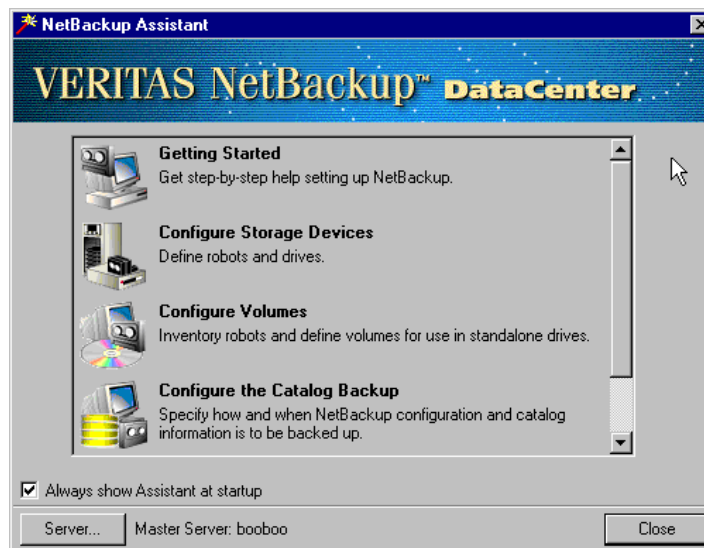 NetBackup Assistant
VERITAS NetBackup™ DataCenter
Getting Started
Get step-by-step help setting up NetBackup.
Configure Storage Devices
Define robots and drives.
Configure Volumes
Inventory robots and define volumes for use in standalone drives.
Configure the Catalog Backup
Specify how and when NetBackup configuration and catalog
information is to be backed up.
Always show Assistant at startup
Server... Master Server: booboo Close